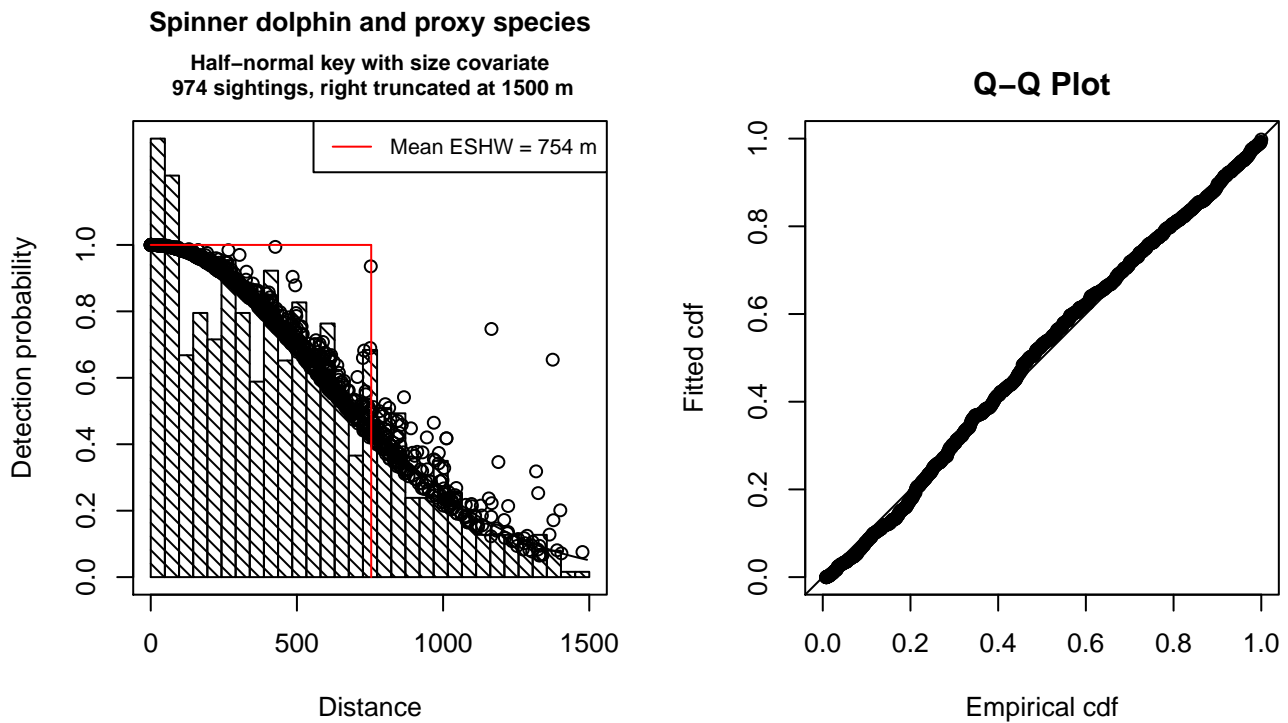 Spinner dolphin and proxy species
Half−normal key with size covariate
974 sightings, right truncated at 1500 m
Mean ESHW = 754 m
Detection probability
1.0
0.8
0.6
0.4
0.2
0.0
0 500 1000 1500
Distance
Q−Q Plot
Fitted cdf
1.0
0.8
0.6
0.4
0.2
0.0
0.0 0.2 0.4 0.6 0.8 1.0
Empirical cdf